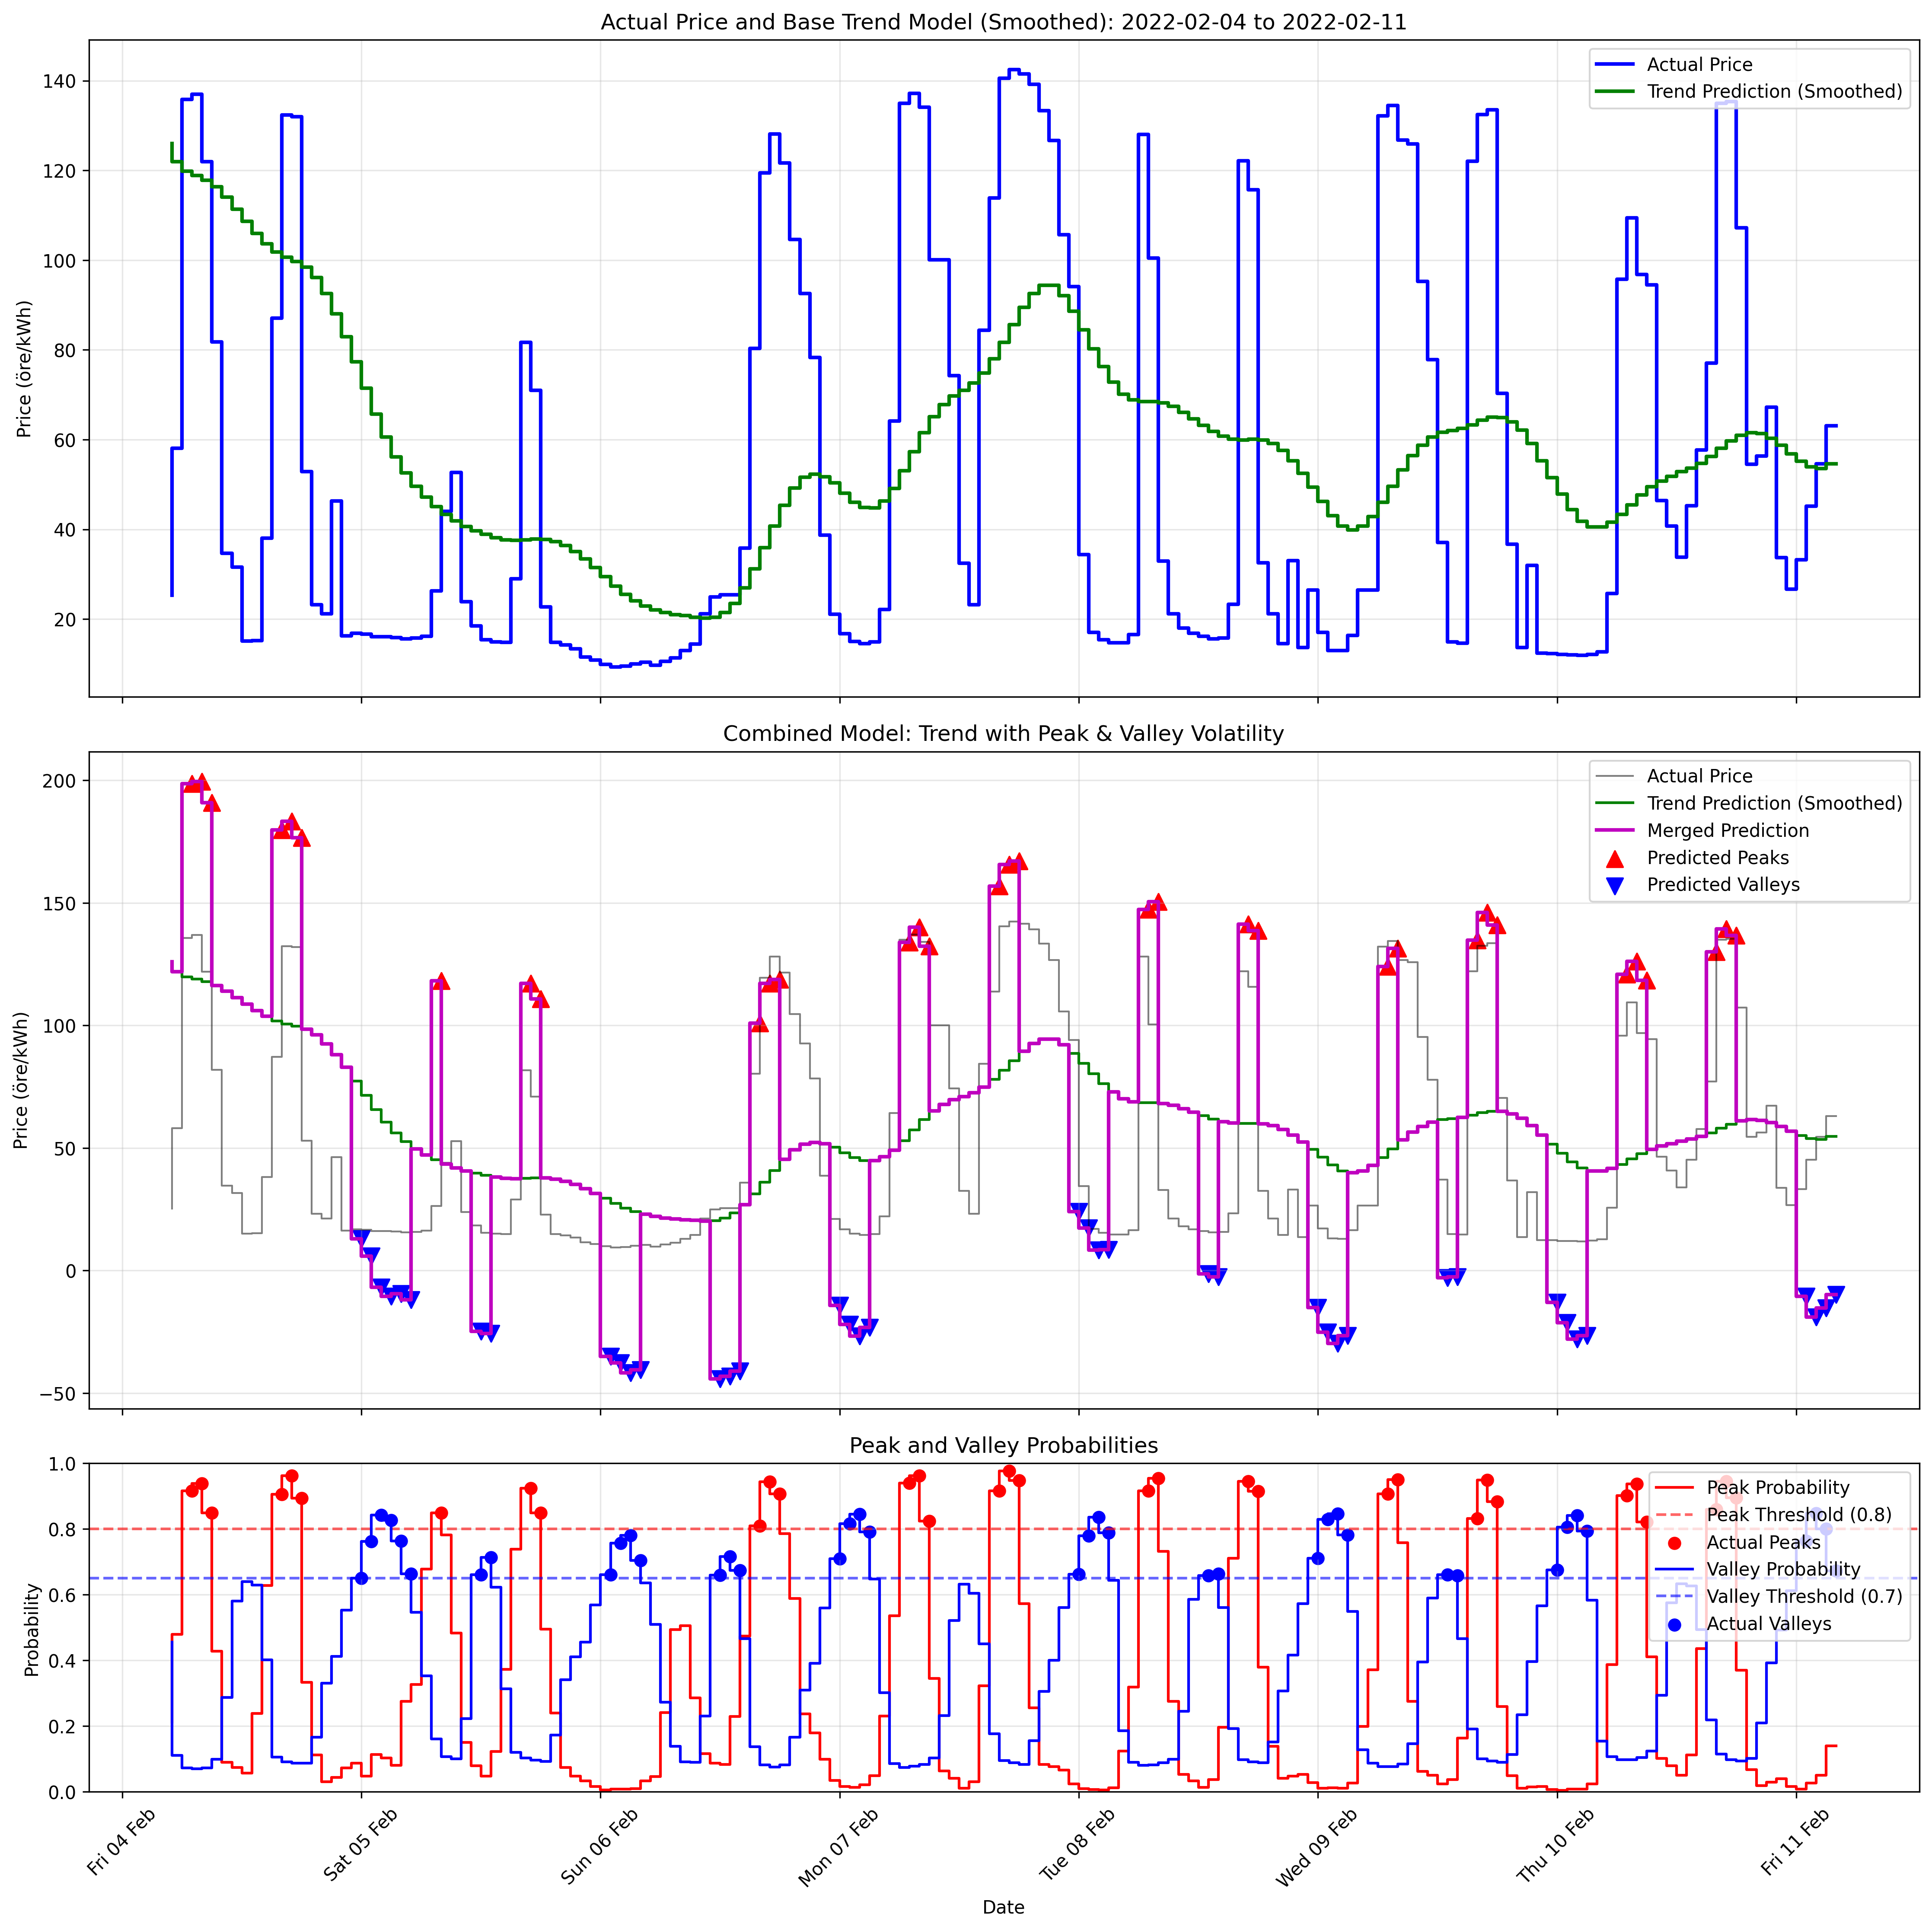 Actual Price and Base Trend Model (Smoothed): 2022-02-04 to 2022-02-11
Price (öre/kWh)
140
120
100
80
60
40
20
Actual Price
Trend Prediction (Smoothed)
Combined Model: Trend with Peak & Valley Volatility
Price (öre/kWh)
200
150
100
50
0
−50
Actual Price
Trend Prediction (Smoothed)
Merged Prediction
Predicted Peaks
Predicted Valleys
Peak and Valley Probabilities
Probability
1.0
0.8
0.6
0.4
0.2
0.0
Peak Probability
Peak Threshold (0.8)
Actual Peaks
Valley Probability
Valley Threshold (0.7)
Actual Valleys
Fri 04 Feb
Sat 05 Feb
Sun 06 Feb
Mon 07 Feb
Tue 08 Feb
Wed 09 Feb
Thu 10 Feb
Fri 11 Feb
Date